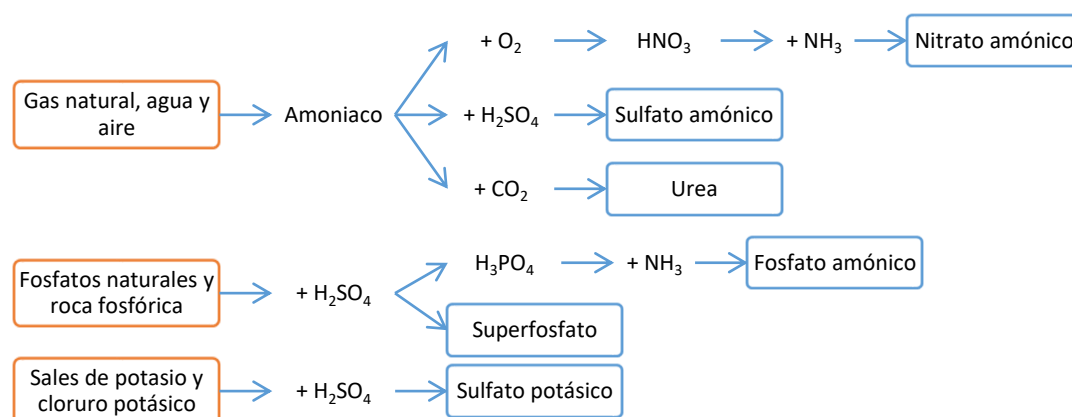 + O₂
HNO₃
+ NH₃
Nitrato amónico
Gas natural, agua y
aire
Amoniaco
+ H₂SO₄
Sulfato amónico
+ CO₂
Urea
Fosfatos naturales y
roca fosfórica
+ H₂SO₄
H₃PO₄
+ NH₃
Fosfato amónico
Superfosfato
Sales de potasio y
cloruro potásico
+ H₂SO₄
Sulfato potásico